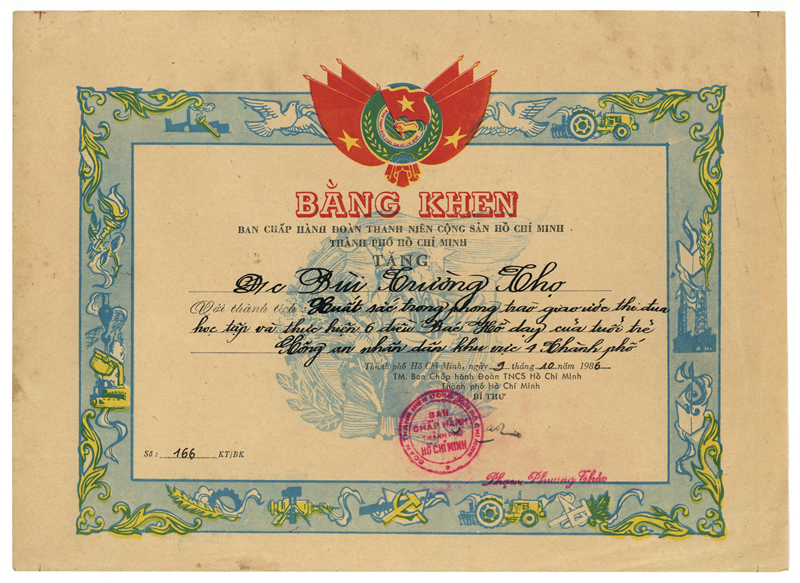 BẰNG KHEN
BAN CHẤP HÀNH ĐOÀN THANH NIÊN CỘNG SẢN HỒ CHÍ MINH
THÀNH PHỐ HỒ CHÍ MINH
TẶNG
Đ/c Bùi Trường Thọ
Với thành tích: Xuất sắc trong phong trào giao ước thi đua
học tập và thực hiện 6 điều Bác Hồ dạy của tuổi trẻ
Công an nhân dân khu vực 4 Thành phố
Thành phố Hồ Chí Minh, ngày 9 tháng 10 năm 1986
TM. Ban Chấp hành Đoàn TNCS Hồ Chí Minh
Thành phố Hồ Chí Minh
BÍ THƯ
BAN
CHẤP HÀNH
THÀNH PHỐ
HỒ CHÍ MINH
Số: 166 KT/BK
Phạm Phương Thảo